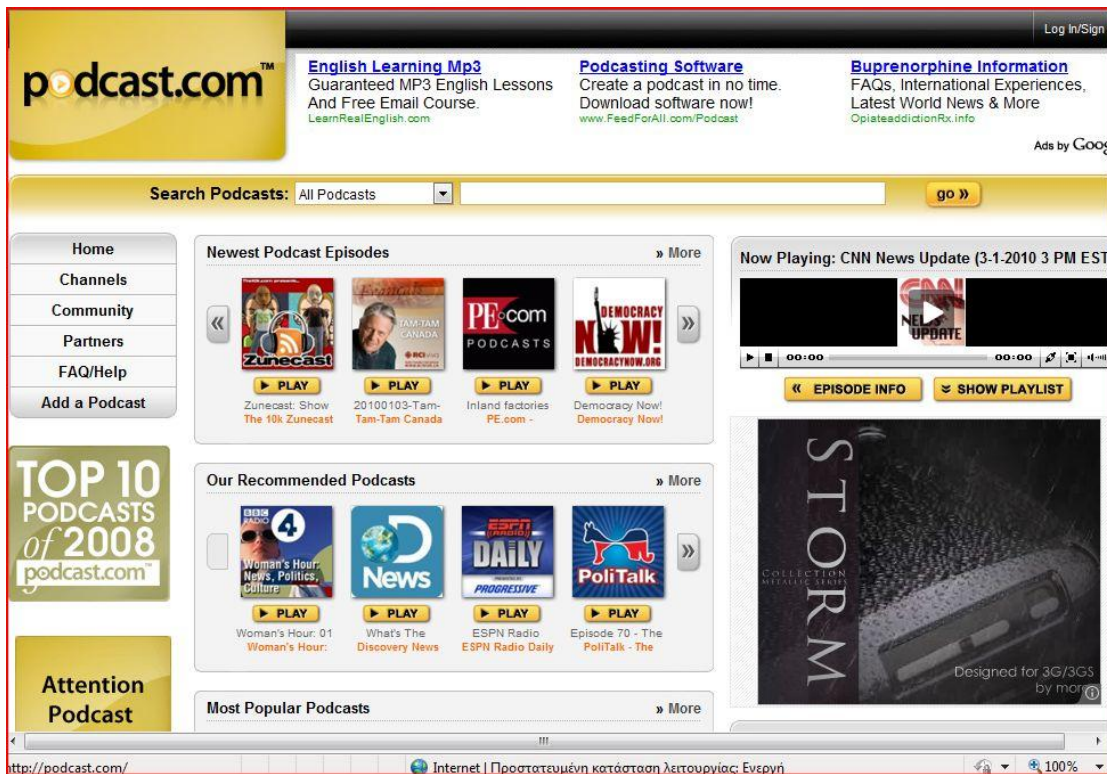 Log In/Sign
podcast.com™
English Learning Mp3
Guaranteed MP3 English Lessons
And Free Email Course.
LearnRealEnglish.com
Podcasting Software
Create a podcast in no time.
Download software now!
www.FeedForAll.com/Podcast
Buprenorphine Information
FAQs, International Experiences,
Latest World News & More
OpiateaddictionRx.info
Ads by Goog
Search Podcasts: All Podcasts go »
Home
Channels
Community
Partners
FAQ/Help
Add a Podcast
TOP 10
PODCASTS
of 2008
podcast.com™
Attention
Podcast
Newest Podcast Episodes » More
Zunecast
TAM-TAM
CANADA
RCI
PE.com
PODCASTS
DEMOCRACY
NOW!
DEMOCRACYNOW.ORG
PLAY PLAY PLAY PLAY
Zunecast: Show 20100103-Tam- Inland factories Democracy Now!
The 10k Zunecast Tam-Tam Canada PE.com - Democracy Now!
Our Recommended Podcasts » More
BBC
RADIO
4
Woman's Hour:
News, Politics,
Culture
News
ESPN
RADIO
DAILY
PROGRESSIVE
PoliTalk
PLAY PLAY PLAY PLAY
Woman's Hour: 01 What's The ESPN Radio Episode 70 - The
Woman's Hour: Discovery News ESPN Radio Daily PoliTalk - The
Most Popular Podcasts » More
Now Playing: CNN News Update (3-1-2010 3 PM EST
CNN
NEWS
UPDATE
00:00 00:00
« EPISODE INFO SHOW PLAYLIST
STORM
COLLECTION
METALLIC SERIES
Designed for 3G/3GS
by more
http://podcast.com/ Internet | Προστατευμένη κατάσταση λειτουργίας: Ενεργή 100%